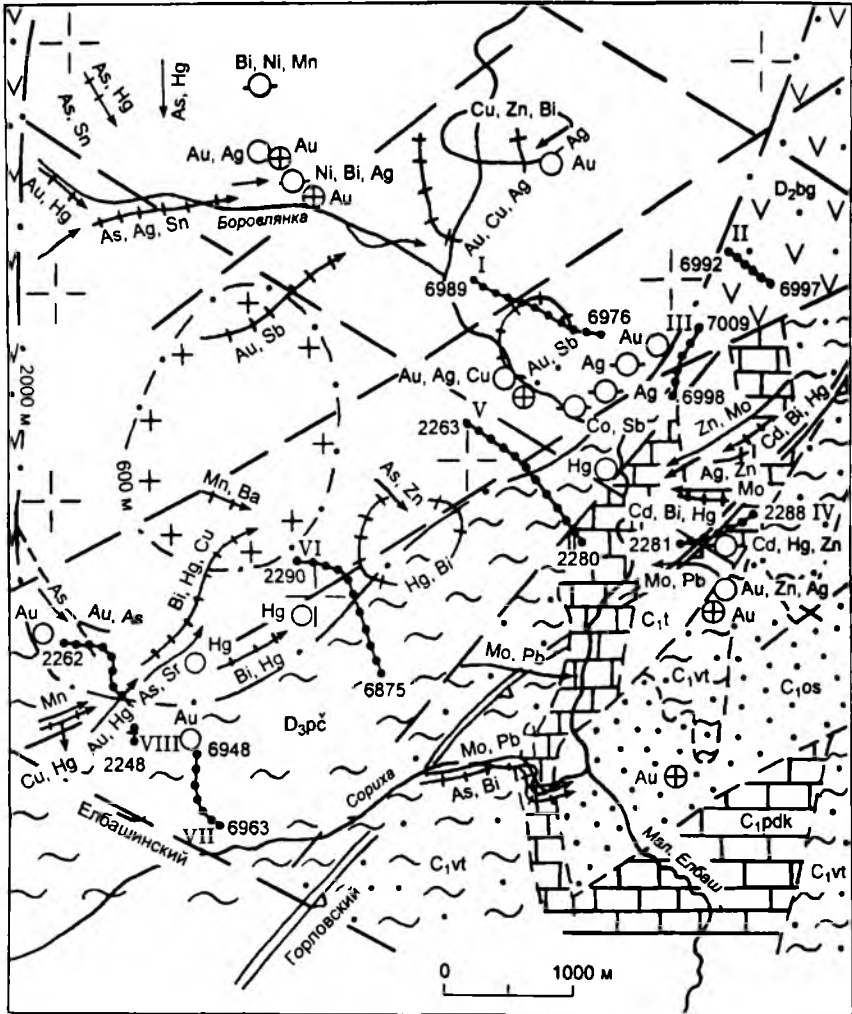 Bi, Ni, Mn
As, Hg
As, Sn
As, Hg
Cu, Zn, Bi
Ag
Au
Au, Ag
Au
Ni, Bi, Ag
Au
Au, Hg
As, Ag, Sn
Боровлянка
Au, Cu, Ag
D₂bg
II
6992
6997
I
6989
6976
III
7009
Au
Au, Sb
Au, Sb
Ag
Au, Ag, Cu
Ag
6998
2000 м
600 м
V
2263
Co, Sb
Zn, Mo
Cd, Bi, Hg
Hg
Ag, Zn
Mo
As, Zn
Mn, Ba
Cd, Bi, Hg
2288 IV
2281
Cd, Hg, Zn
2280
VI
2290
Hg, Bi
Bi, Hg, Cu
Mo, Pb
As
Au, As
Au
Hg
Au, Zn, Ag
Au
C₁t
2262
Hg
As, Sr
Bi, Hg
Mo, Pb
C₁vt
C₁os
6875
Mn
Au, Hg
Au
D₃pč
Cu, Hg
2248
VIII
6948
Mo, Pb
Au
Сориха
As, Bi
VII
6963
C₁pdk
Елбашинский
C₁vt
Мал. Елбаш
C₁vt
Горловский
0 1000 м